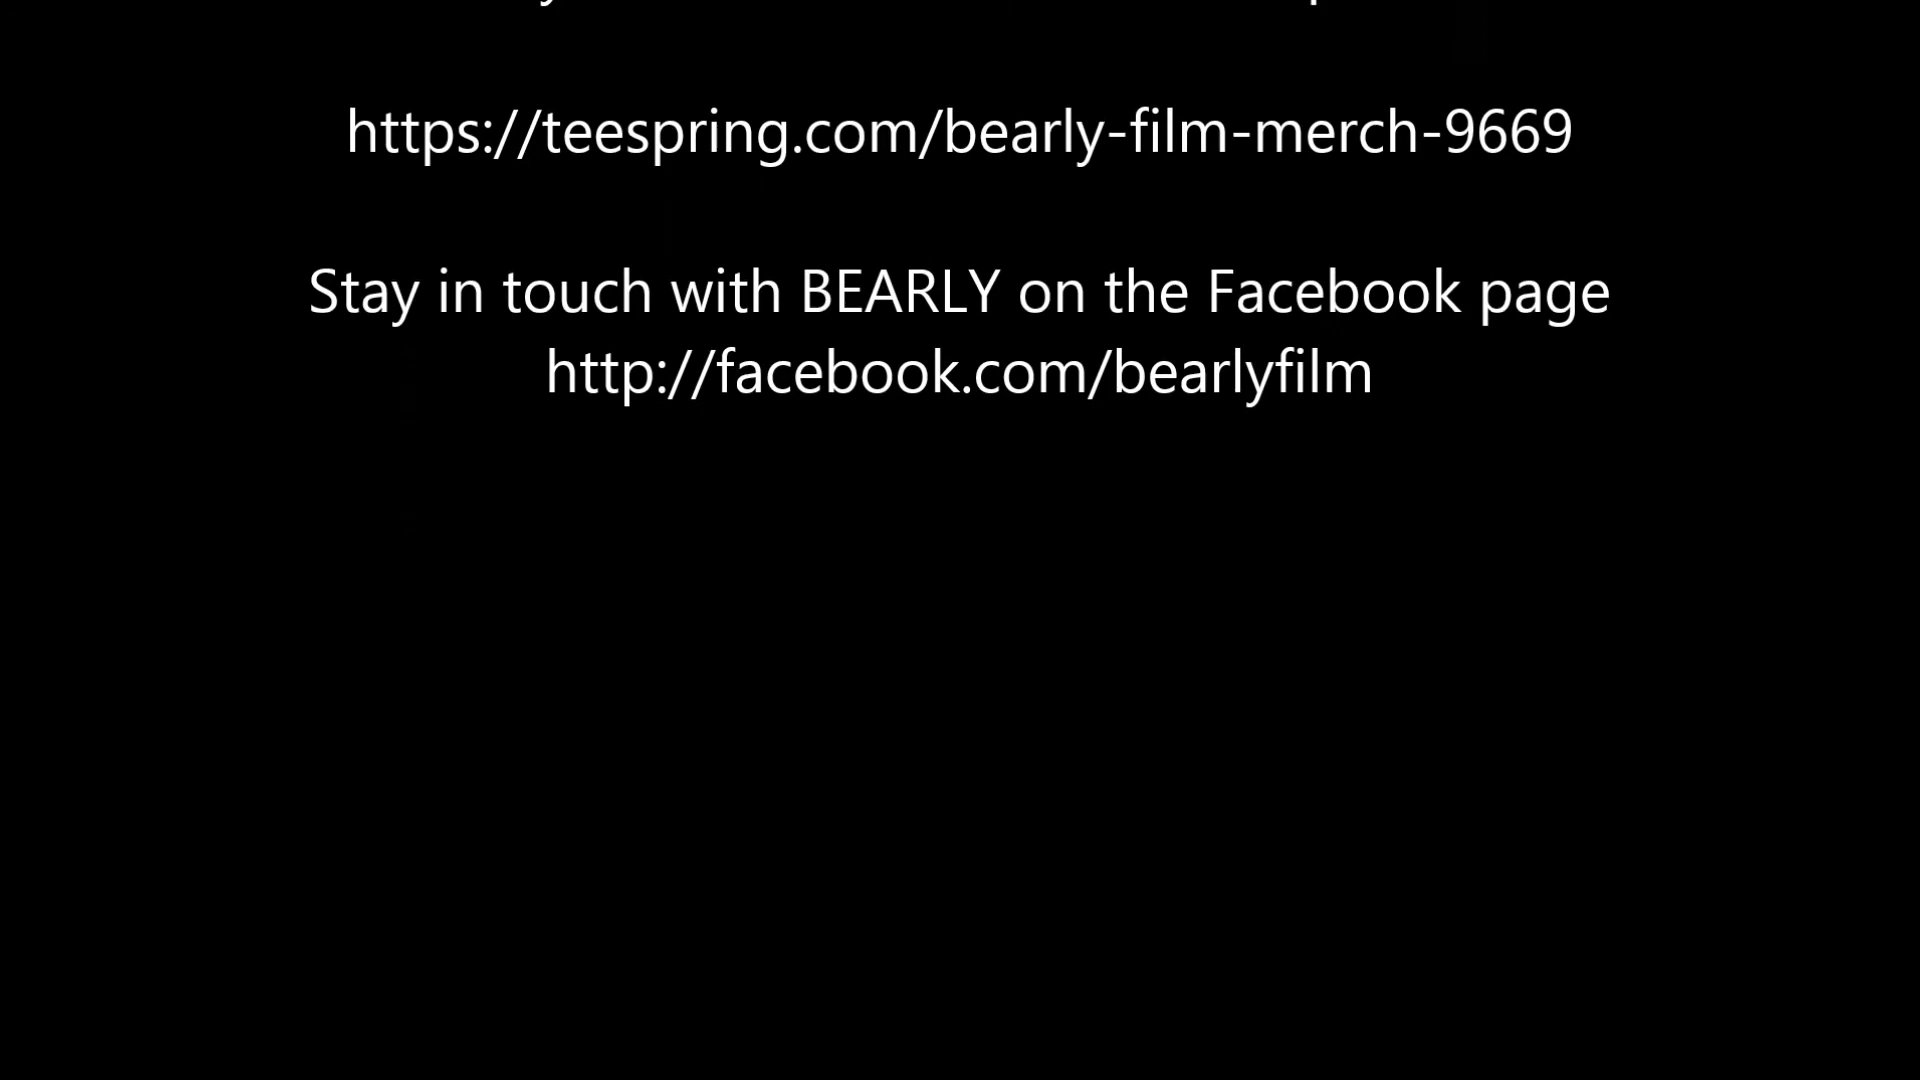 https://teespring.com/bearly-film-merch-9669
Stay in touch with BEARLY on the Facebook page
http://facebook.com/bearlyfilm